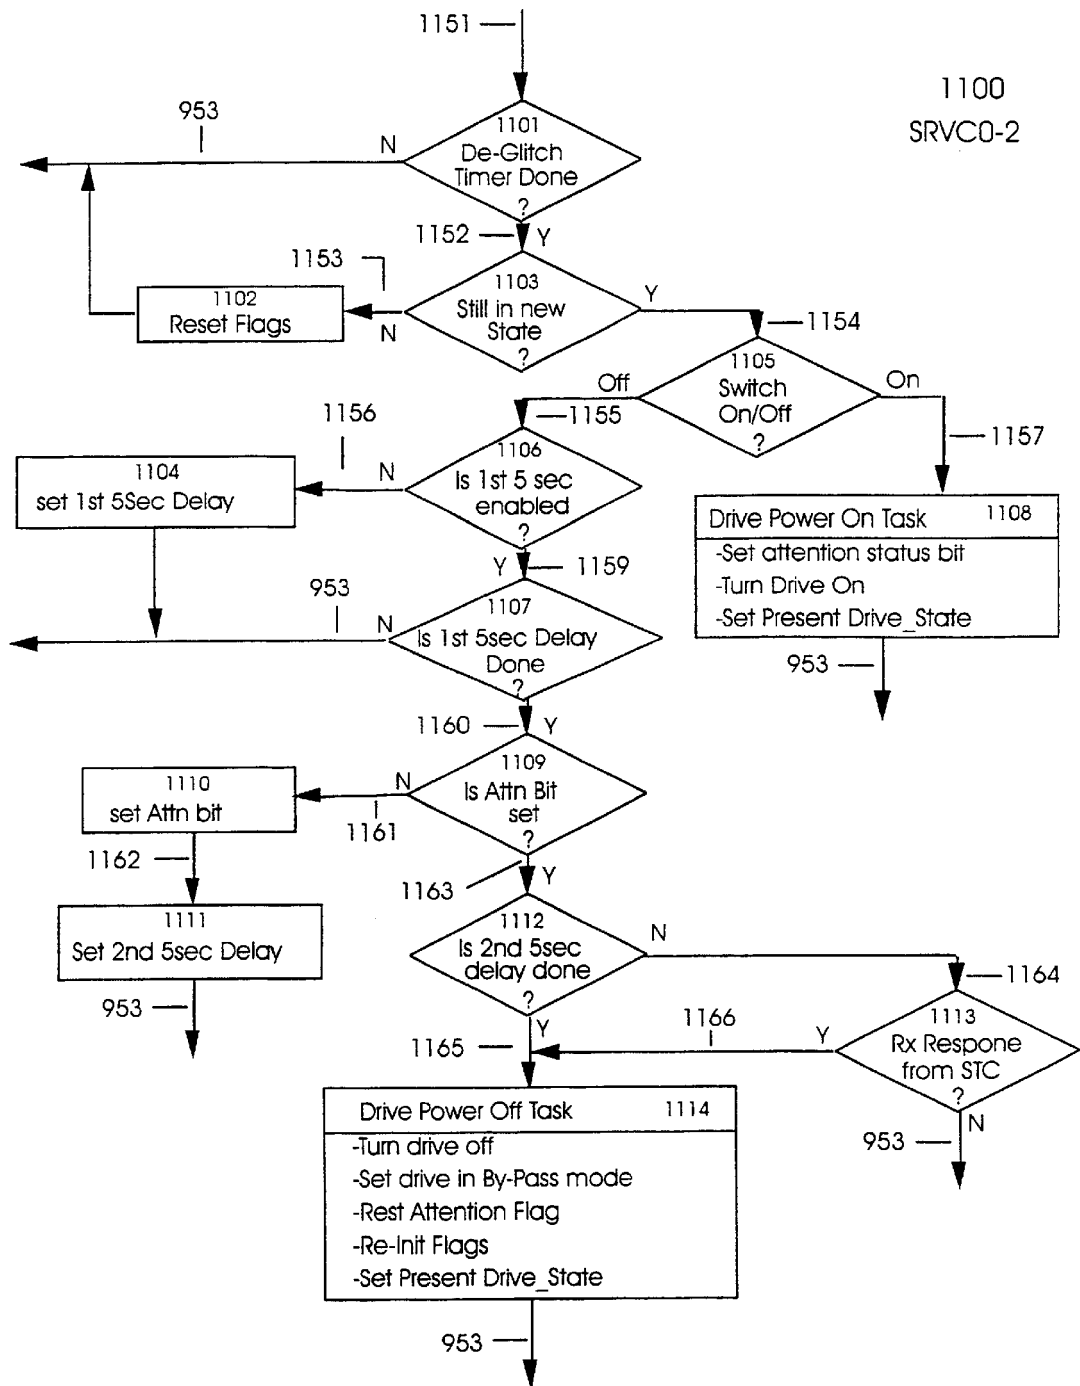 1151
1100
SRVC0-2
953
N
1101
De-Glitch
Timer Done
?
1152
Y
1153
1103
Still in new
State
?
Y
N
1102
Reset Flags
1154
1105
Switch
On/Off
?
Off
On
1155
1156
1157
1106
Is 1st 5 sec
enabled
?
N
1104
set 1st 5Sec Delay
Drive Power On Task 1108
-Set attention status bit
-Turn Drive On
-Set Present Drive_State
953
Y
1159
953
N
1107
Is 1st 5sec Delay
Done
?
1160
Y
1109
Is Attn Bit
set
?
N
1161
1110
set Attn bit
1162
1111
Set 2nd 5sec Delay
953
1163
Y
1112
Is 2nd 5sec
delay done
?
N
1164
1113
Rx Respone
from STC
?
Y
1166
N
953
Y
1165
Drive Power Off Task 1114
-Turn drive off
-Set drive in By-Pass mode
-Rest Attention Flag
-Re-Init Flags
-Set Present Drive_State
953